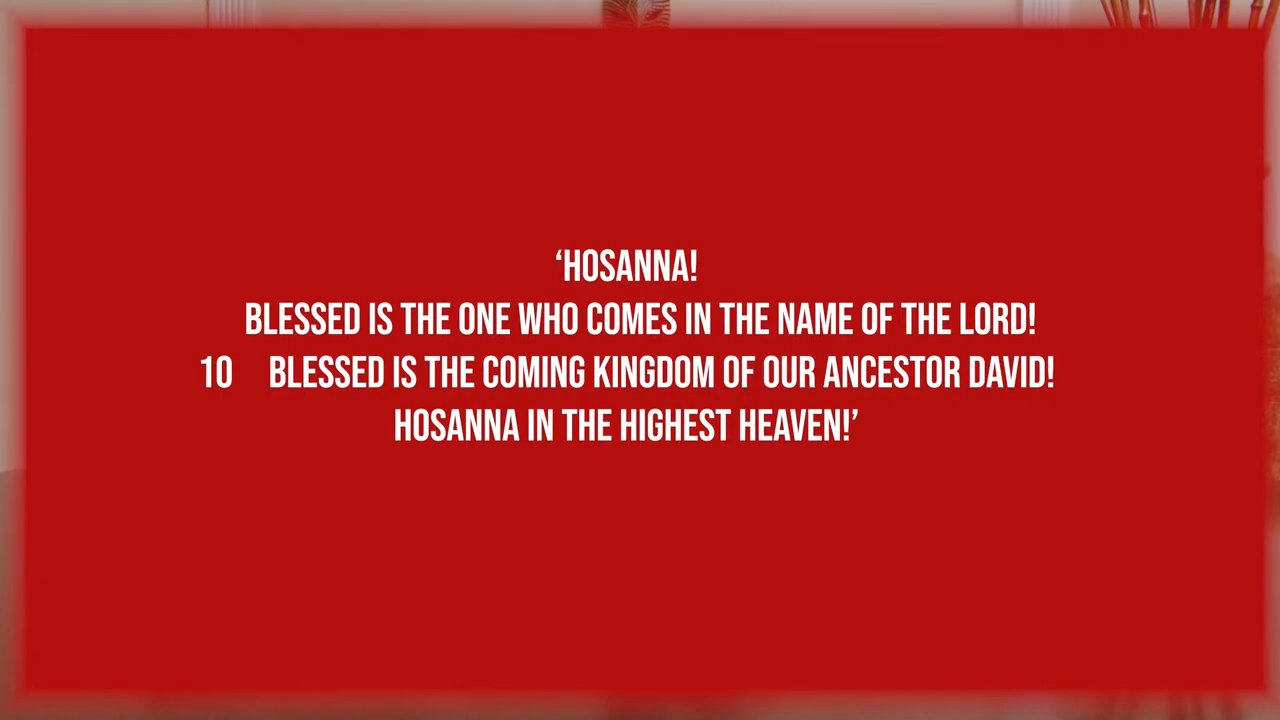 ‘HOSANNA!
BLESSED IS THE ONE WHO COMES IN THE NAME OF THE LORD!
10 BLESSED IS THE COMING KINGDOM OF OUR ANCESTOR DAVID!
HOSANNA IN THE HIGHEST HEAVEN!’